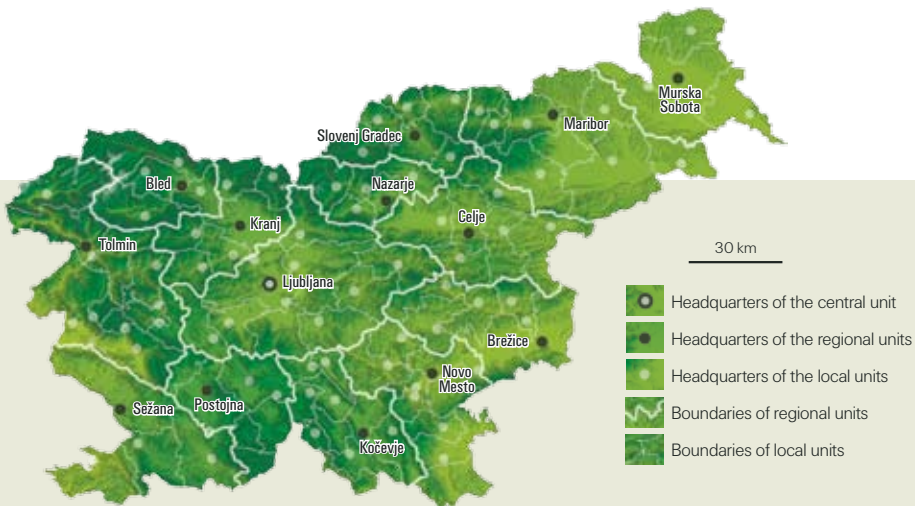 Murska
Sobota
Maribor
Slovenj Gradec
Bled
Nazarje
Kranj
Celje
Tolmin
Ljubljana
Brežice
Novo
Mesto
Sežana
Postojna
Kočevje
30 km
Headquarters of the central unit
Headquarters of the regional units
Headquarters of the local units
Boundaries of regional units
Boundaries of local units